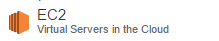 EC2
Virtual Servers in the Cloud